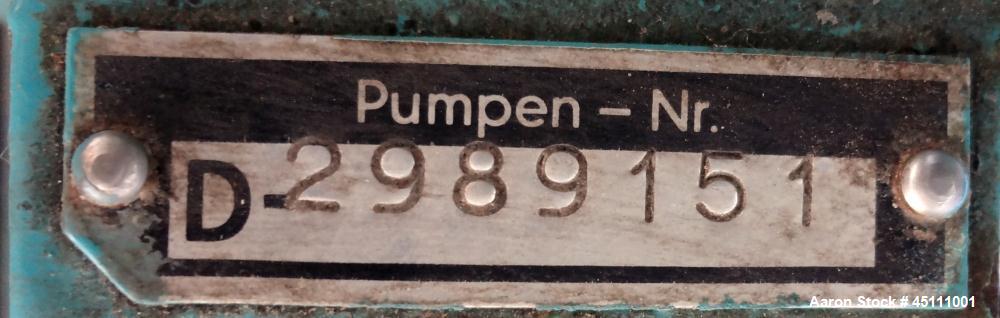 Pumpen – Nr.
D-2989151
Aaron Stock # 45111001